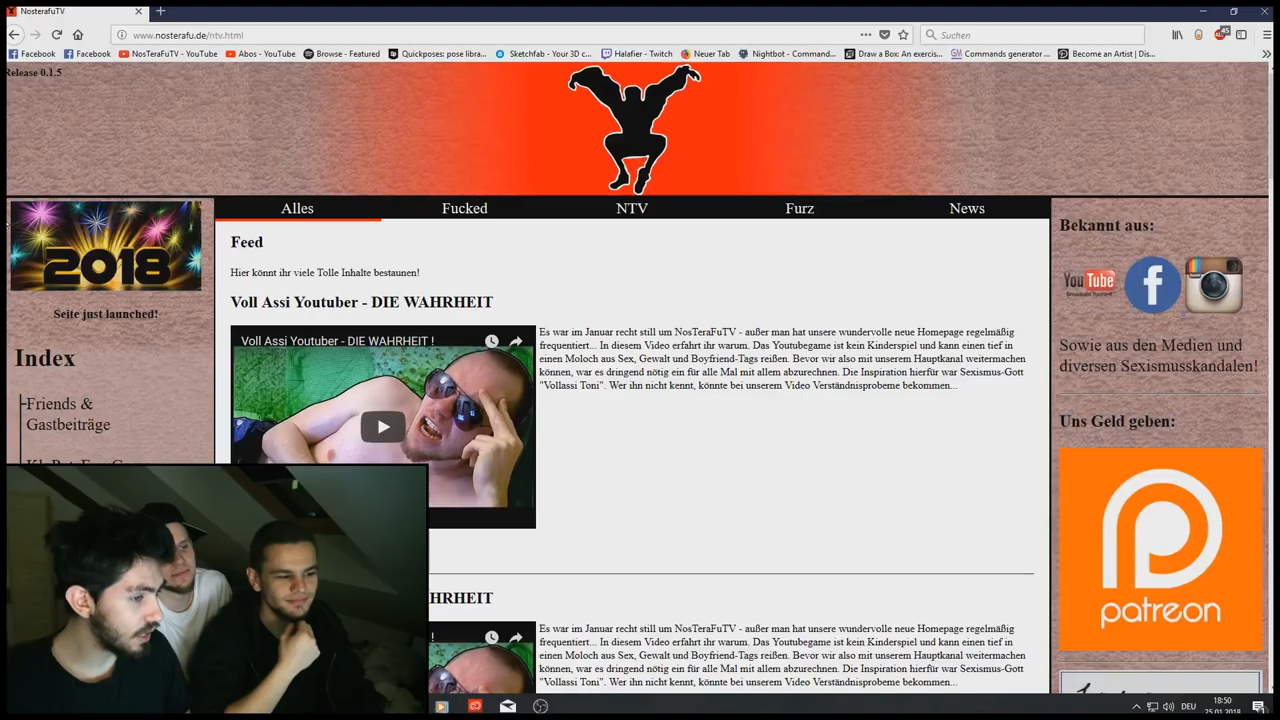 NosterafuTV
www.nosterafu.de/ntv.html
Suchen
45
Facebook
Facebook
NosTeraFuTV - YouTube
Abos - YouTube
Browse - Featured
Quickposes: pose libra...
Sketchfab - Your 3D c...
Halafier - Twitch
Neuer Tab
Nightbot - Command...
Draw a Box: An exercis...
Commands generator ...
Become an Artist | Dis...
Release 0.1.5
2018
Seite just launched!
Index
Friends &
Gastbeiträge
Alles
Fucked
NTV
Furz
News
Feed
Hier könnt ihr viele Tolle Inhalte bestaunen!
Voll Assi Youtuber - DIE WAHRHEIT
Voll Assi Youtuber - DIE WAHRHEIT !
Es war im Januar recht still um NosTeraFuTV - außer man hat unsere wundervolle neue Homepage regelmäßig
frequentiert... In diesem Video erfahrt ihr warum. Das Youtubegame ist kein Kinderspiel und kann einen tief in
einen Moloch aus Sex, Gewalt und Boyfriend-Tags reißen. Bevor wir also mit unserem Hauptkanal weitermachen
können, war es dringend nötig ein für alle Mal mit allem abzurechnen. Die Inspiration hierfür war Sexismus-Gott
"Vollassi Toni". Wer ihn nicht kennt, könnte bei unserem Video Verständnisprobleme bekommen...
HRHEIT
!
Es war im Januar recht still um NosTeraFuTV - außer man hat unsere wundervolle neue Homepage regelmäßig
frequentiert... In diesem Video erfahrt ihr warum. Das Youtubegame ist kein Kinderspiel und kann einen tief in
einen Moloch aus Sex, Gewalt und Boyfriend-Tags reißen. Bevor wir also mit unserem Hauptkanal weitermachen
können, war es dringend nötig ein für alle Mal mit allem abzurechnen. Die Inspiration hierfür war Sexismus-Gott
"Vollassi Toni". Wer ihn nicht kennt, könnte bei unserem Video Verständnisprobleme bekommen...
Bekannt aus:
YouTube
Broadcast Yourself
Sowie aus den Medien und
diversen Sexismusskandalen!
Uns Geld geben:
patreon
DEU
18:50
25.01.2018